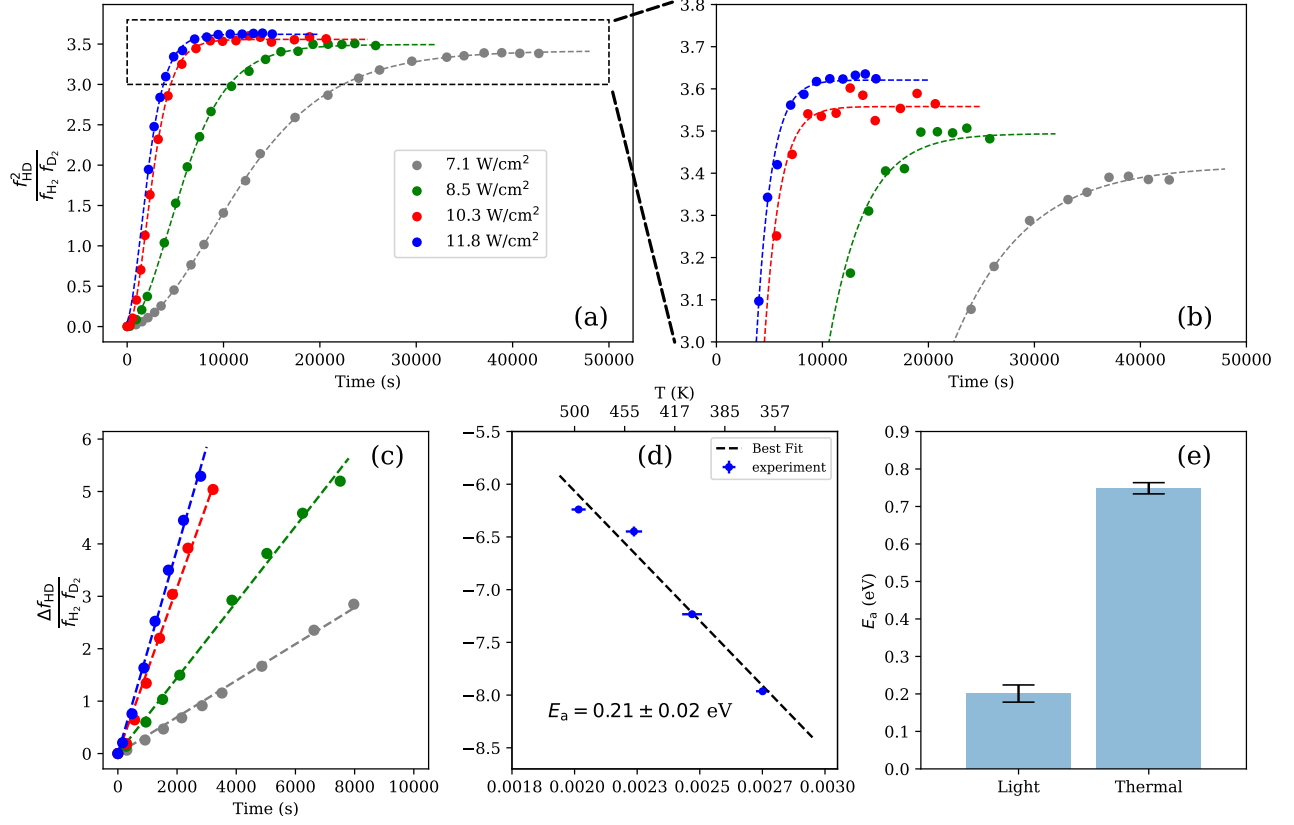 3.5
3.0
2.5
2.0
1.5
1.0
0.5
0.0
f²HD
fH₂ fD₂
7.1 W/cm²
8.5 W/cm²
10.3 W/cm²
11.8 W/cm²
(a)
0 10000 20000 30000 40000 50000
Time (s)
3.8
3.7
3.6
3.5
3.4
3.3
3.2
3.1
3.0
(b)
0 10000 20000 30000 40000 50000
Time (s)
6
5
4
3
2
1
0
ΔfHD
fH₂ fD₂
(c)
0 2000 4000 6000 8000 10000
Time (s)
T (K)
500 455 417 385 357
−5.5
−6.0
−6.5
−7.0
−7.5
−8.0
−8.5
(d)
Best Fit
experiment
Eₐ = 0.21 ± 0.02 eV
0.0018 0.0020 0.0023 0.0025 0.0027 0.0030
0.9
0.8
0.7
0.6
0.5
0.4
0.3
0.2
0.1
0.0
Eₐ (eV)
(e)
Light Thermal